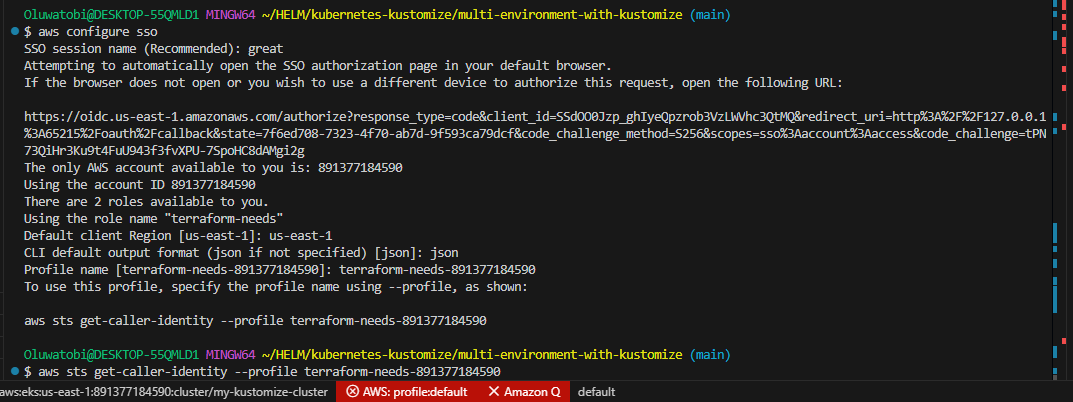 Oluwatobi@DESKTOP-55QMLD1 MINGW64 ~/HELM/kubernetes-kustomize/multi-environment-with-kustomize (main)
$ aws configure sso
SSO session name (Recommended): great
Attempting to automatically open the SSO authorization page in your default browser.
If the browser does not open or you wish to use a different device to authorize this request, open the following URL:
https://oidc.us-east-1.amazonaws.com/authorize?response_type=code&client_id=SSdOO0Jzp_ghIyeQpzrob3VzLWVhc3QtMQ&redirect_uri=http%3A%2F%2F127.0.0.1
%3A65215%2Foauth%2Fcallback&state=7f6ed708-7323-4f70-ab7d-9f593ca79dcf&code_challenge_method=S256&scopes=sso%3Aaccount%3Aaccess&code_challenge=tPN
73QiHr3Ku9t4FuU943f3fvXPU-7SpoHC8dAMgi2g
The only AWS account available to you is: 891377184590
Using the account ID 891377184590
There are 2 roles available to you.
Using the role name "terraform-needs"
Default client Region [us-east-1]: us-east-1
CLI default output format (json if not specified) [json]: json
Profile name [terraform-needs-891377184590]: terraform-needs-891377184590
To use this profile, specify the profile name using --profile, as shown:
aws sts get-caller-identity --profile terraform-needs-891377184590
Oluwatobi@DESKTOP-55QMLD1 MINGW64 ~/HELM/kubernetes-kustomize/multi-environment-with-kustomize (main)
$ aws sts get-caller-identity --profile terraform-needs-891377184590
aws:eks:us-east-1:891377184590:cluster/my-kustomize-cluster AWS: profile:default Amazon Q default